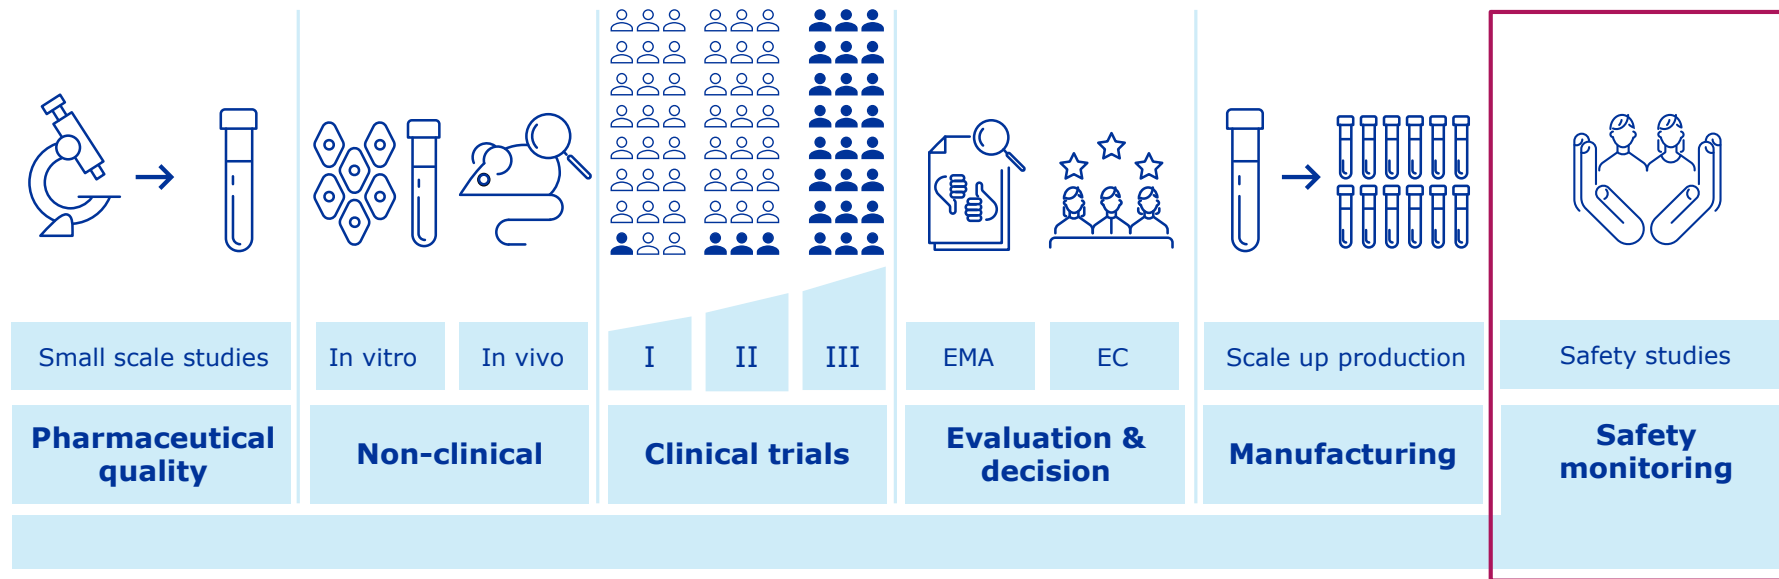 Small scale studies
In vitro
In vivo
I
II
III
EMA
EC
Scale up production
Safety studies
Pharmaceutical
quality
Non-clinical
Clinical trials
Evaluation &
decision
Manufacturing
Safety
monitoring